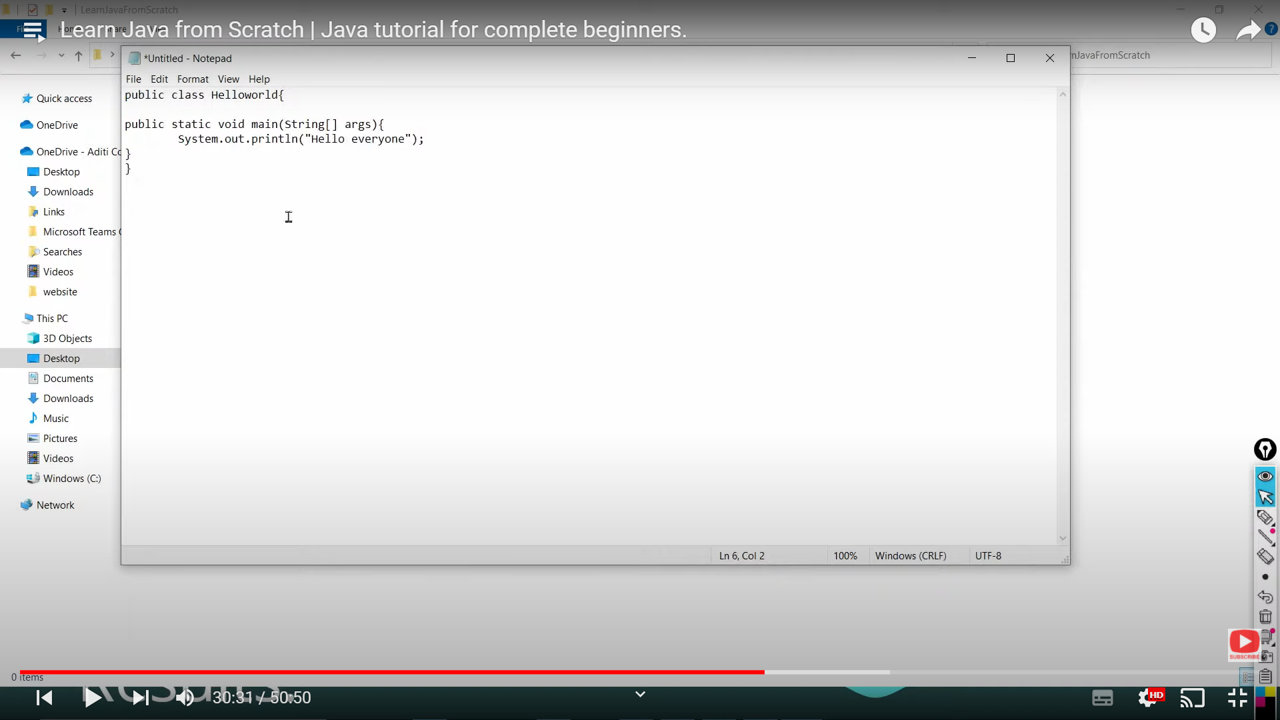 LearnJavaFromScratch
Learn Java from Scratch | Java tutorial for complete beginners.
*Untitled - Notepad
File Edit Format View Help
public class Helloworld{
public static void main(String[] args){
System.out.println("Hello everyone");
}
}
Quick access
OneDrive
OneDrive - Aditi Co
Desktop
Downloads
Links
Microsoft Teams C
Searches
Videos
website
This PC
3D Objects
Desktop
Documents
Downloads
Music
Pictures
Videos
Windows (C:)
Network
Ln 6, Col 2 100% Windows (CRLF) UTF-8
SUBSCRIBE
0 items
30:31 / 50:50
HD